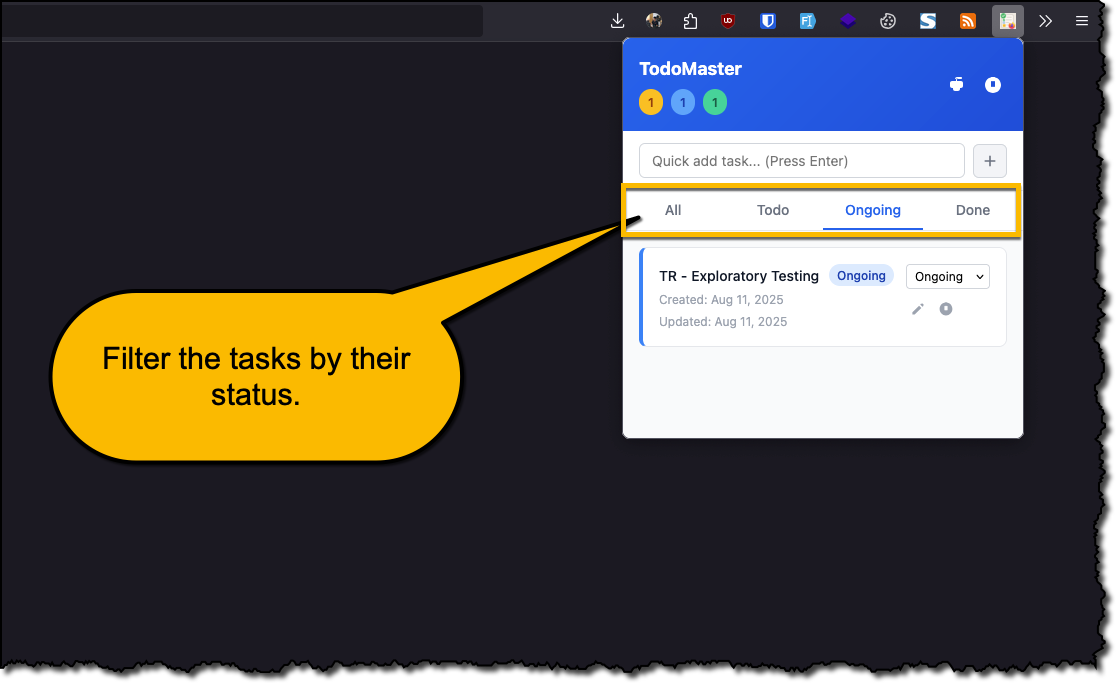 TodoMaster
1 1 1
Quick add task... (Press Enter)
+
All Todo Ongoing Done
TR - Exploratory Testing Ongoing Ongoing
Created: Aug 11, 2025
Updated: Aug 11, 2025
Filter the tasks by their
status.